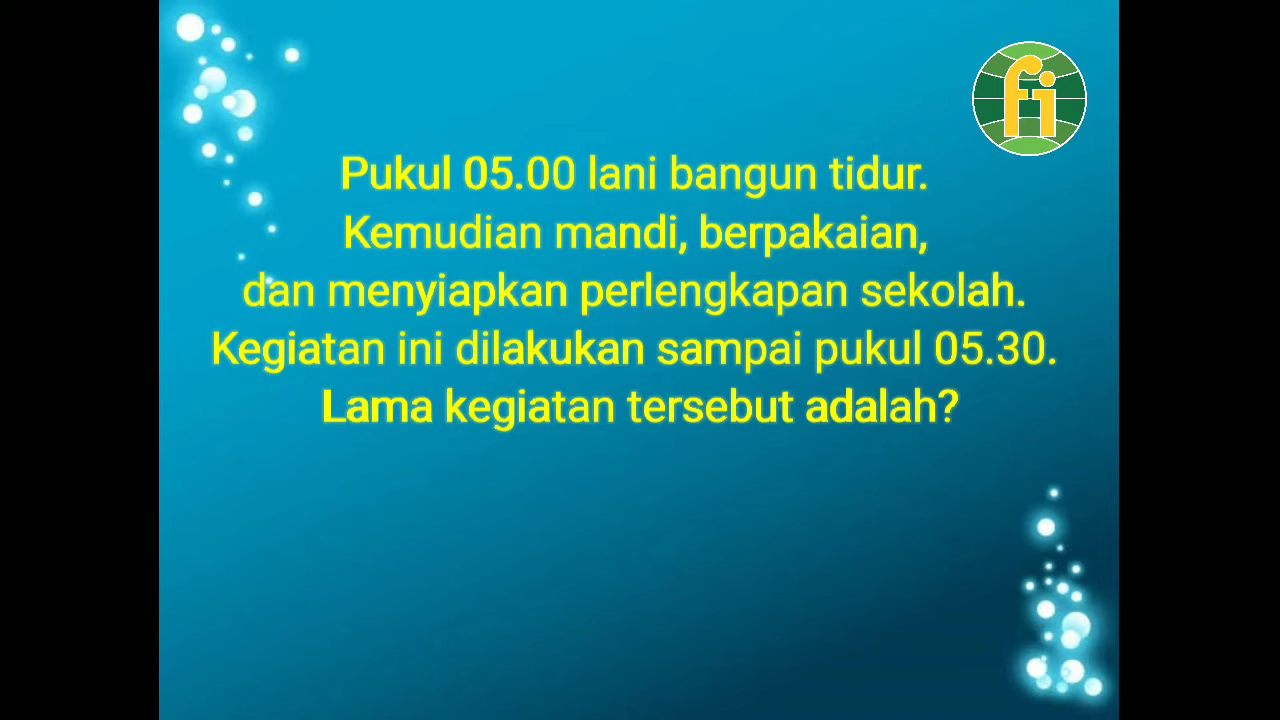 fi
Pukul 05.00 lani bangun tidur.
Kemudian mandi, berpakaian,
dan menyiapkan perlengkapan sekolah.
Kegiatan ini dilakukan sampai pukul 05.30.
Lama kegiatan tersebut adalah?